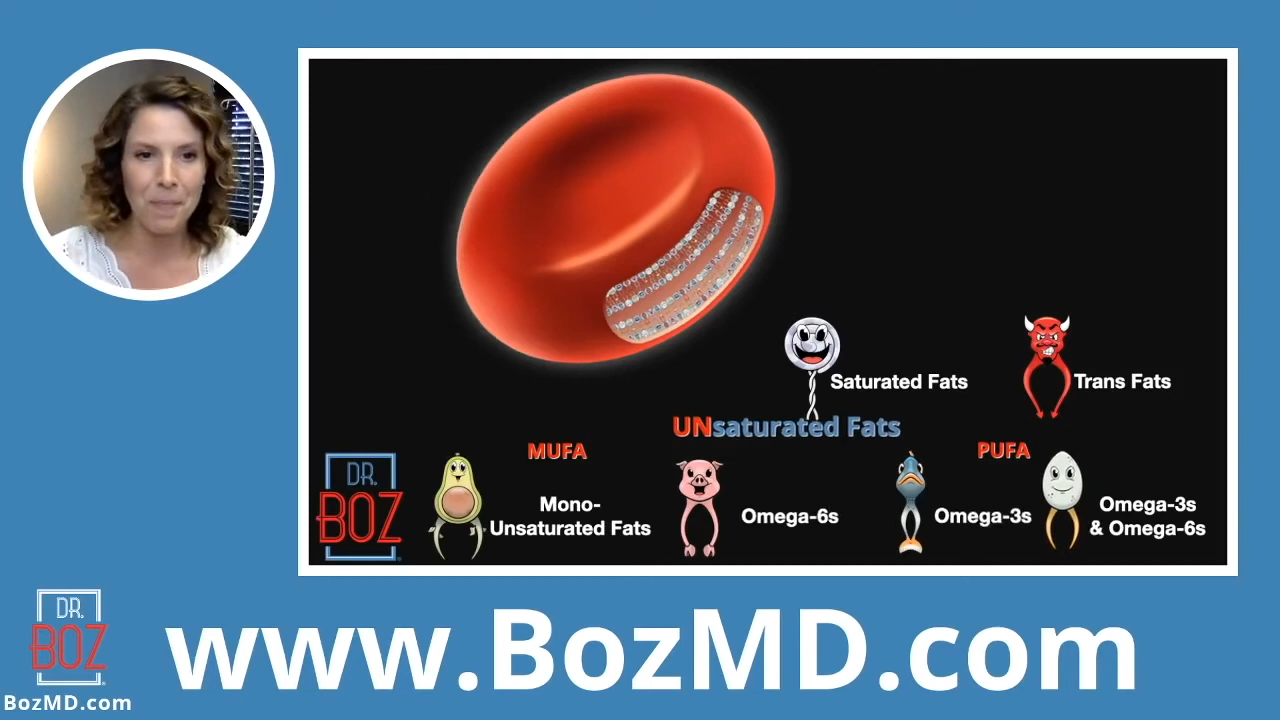 Saturated Fats
Trans Fats
UNsaturated Fats
MUFA
PUFA
DR.
BOZ
Mono-
Unsaturated Fats
Omega-6s
Omega-3s
Omega-3s
& Omega-6s
DR.
BOZ
www.BozMD.com
BozMD.com